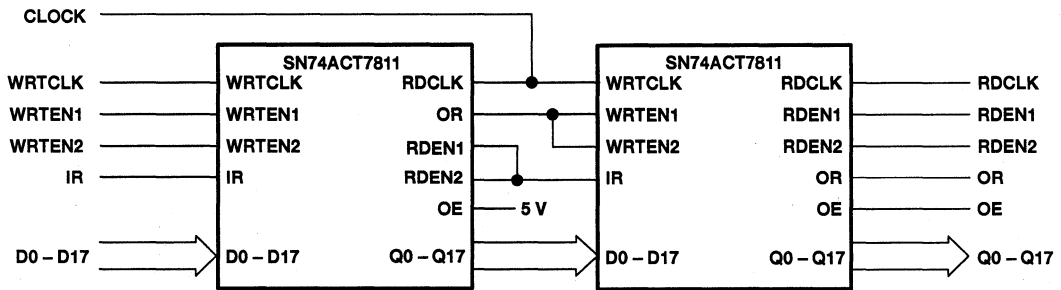 CLOCK
SN74ACT7811 SN74ACT7811
WRTCLK WRTCLK RDCLK WRTCLK RDCLK RDCLK
WRTEN1 WRTEN1 OR WRTEN1 RDEN1 RDEN1
WRTEN2 WRTEN2 RDEN1 WRTEN2 RDEN2 RDEN2
IR IR RDEN2 IR OR OR
OE 5 V OE OE
D0 – D17 D0 – D17 Q0 – Q17 D0 – D17 Q0 – Q17 Q0 – Q17